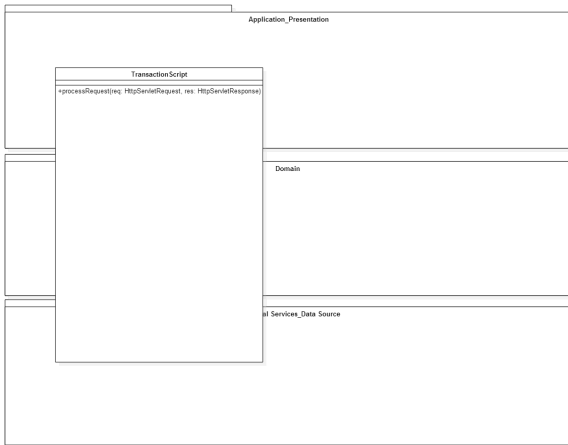 Application_Presentation
TransactionScript
+processRequest(req: HttpServletRequest, res: HttpServletResponse)
Domain
al Services_Data Source